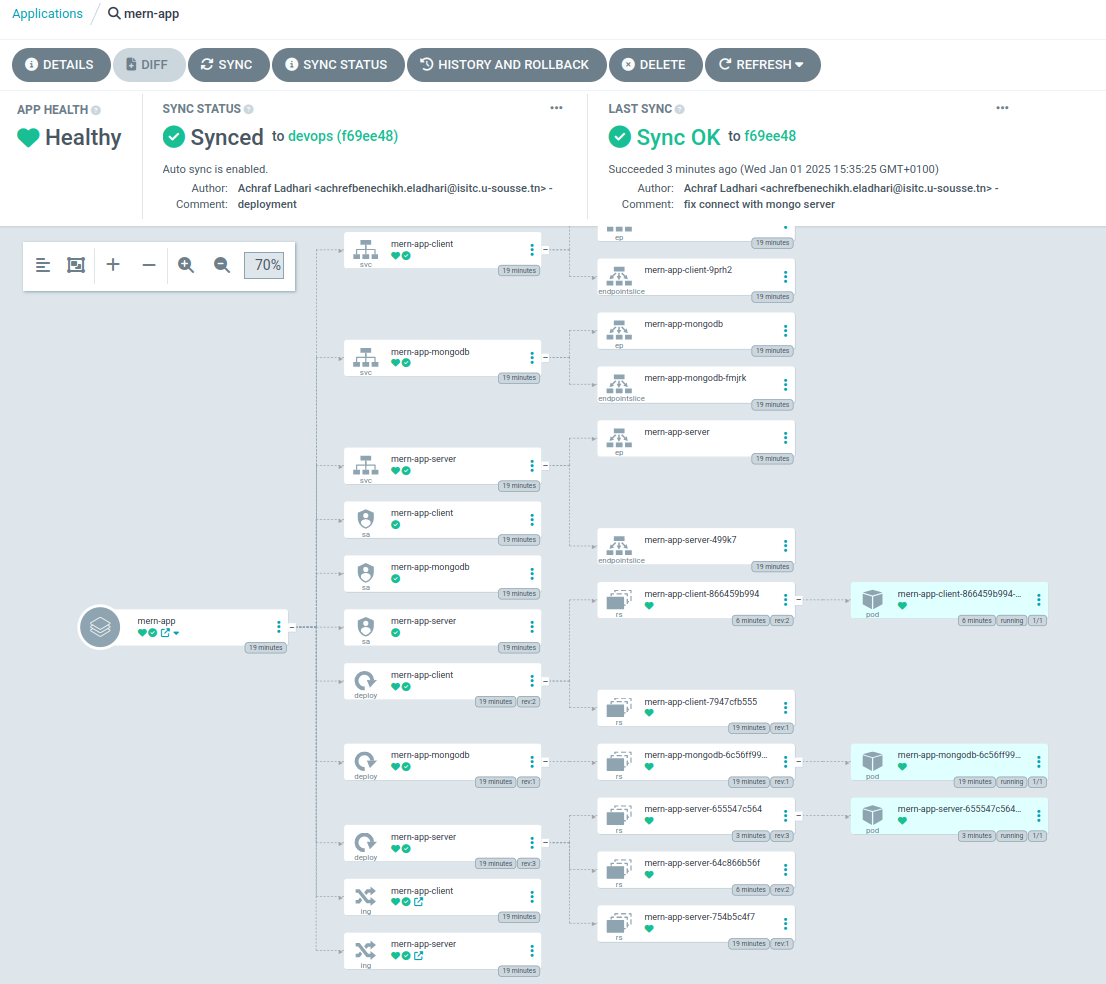 Applications
mern-app
DETAILS
DIFF
SYNC
SYNC STATUS
HISTORY AND ROLLBACK
DELETE
REFRESH
APP HEALTH
Healthy
SYNC STATUS
...
Synced to devops (f69ee48)
Auto sync is enabled.
Author: Achraf Ladhari <achrefbenechikh.eladhari@isitc.u-sousse.tn> -
Comment: deployment
LAST SYNC
...
Sync OK to f69ee48
Succeeded 3 minutes ago (Wed Jan 01 2025 15:35:25 GMT+0100)
Author: Achraf Ladhari <achrefbenechikh.eladhari@isitc.u-sousse.tn> -
Comment: fix connect with mongo server
70%
mern-app
19 minutes
mern-app-client
svc
19 minutes
mern-app-mongodb
svc
19 minutes
mern-app-server
svc
19 minutes
mern-app-client
sa
19 minutes
mern-app-mongodb
sa
19 minutes
mern-app-server
sa
19 minutes
mern-app-client
deploy
19 minutes rev:2
mern-app-mongodb
deploy
19 minutes rev:1
mern-app-server
deploy
19 minutes rev:3
mern-app-client
ing
19 minutes
mern-app-server
ing
19 minutes
ep
19 minutes
mern-app-client-9prh2
endpointslice
19 minutes
mern-app-mongodb
ep
19 minutes
mern-app-mongodb-fmjrk
endpointslice
19 minutes
mern-app-server
ep
19 minutes
mern-app-server-499k7
endpointslice
19 minutes
mern-app-client-866459b994
rs
6 minutes rev:2
mern-app-client-7947cfb555
rs
19 minutes rev:1
mern-app-mongodb-6c56ff99...
rs
19 minutes rev:1
mern-app-server-655547c564
rs
3 minutes rev:3
mern-app-server-64c866b56f
rs
6 minutes rev:2
mern-app-server-754b5c4f7
rs
19 minutes rev:1
mern-app-client-866459b994-...
pod
6 minutes running 1/1
mern-app-mongodb-6c56ff99...
pod
19 minutes running 1/1
mern-app-server-655547c564...
pod
3 minutes running 1/1